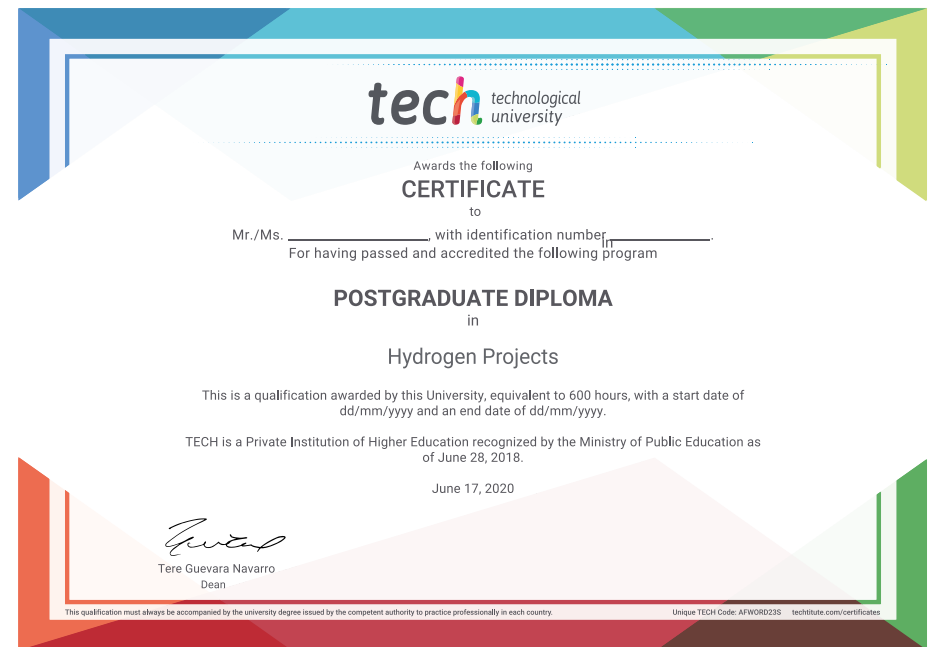 tech technological
university
Awards the following
CERTIFICATE
to
Mr./Ms. ____________, with identification number_________.
in
For having passed and accredited the following program
POSTGRADUATE DIPLOMA
in
Hydrogen Projects
This is a qualification awarded by this University, equivalent to 600 hours, with a start date of
dd/mm/yyyy and an end date of dd/mm/yyyy.
TECH is a Private Institution of Higher Education recognized by the Ministry of Public Education as
of June 28, 2018.
June 17, 2020
Tere Guevara Navarro
Dean
This qualification must always be accompanied by the university degree issued by the competent authority to practice professionally in each country.
Unique TECH Code: AFWORD23S techtitute.com/certificates